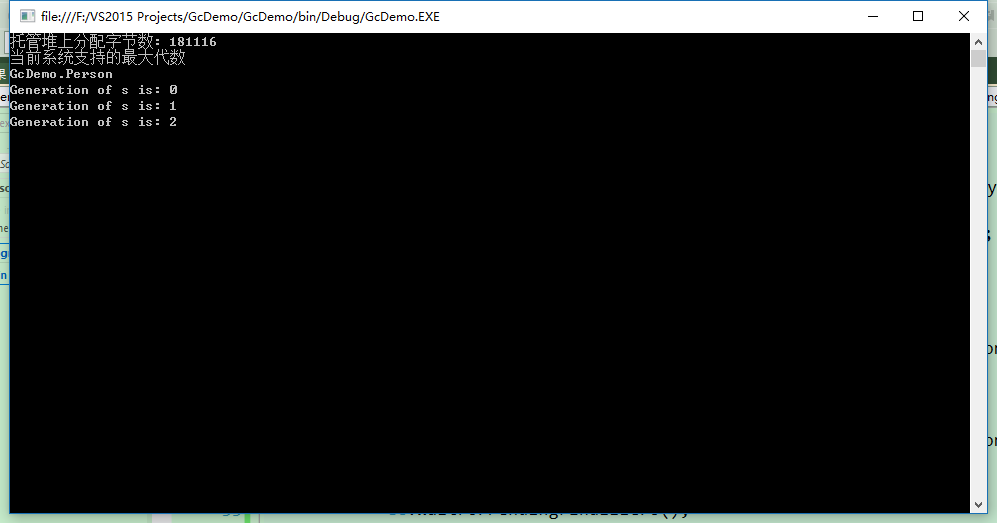 file:///F:/VS2015 Projects/GcDemo/GcDemo/bin/Debug/GcDemo.EXE
托管堆上分配字节数: 181116
当前系统支持的最大代数
GcDemo.Person
Generation of s is: 0
Generation of s is: 1
Generation of s is: 2